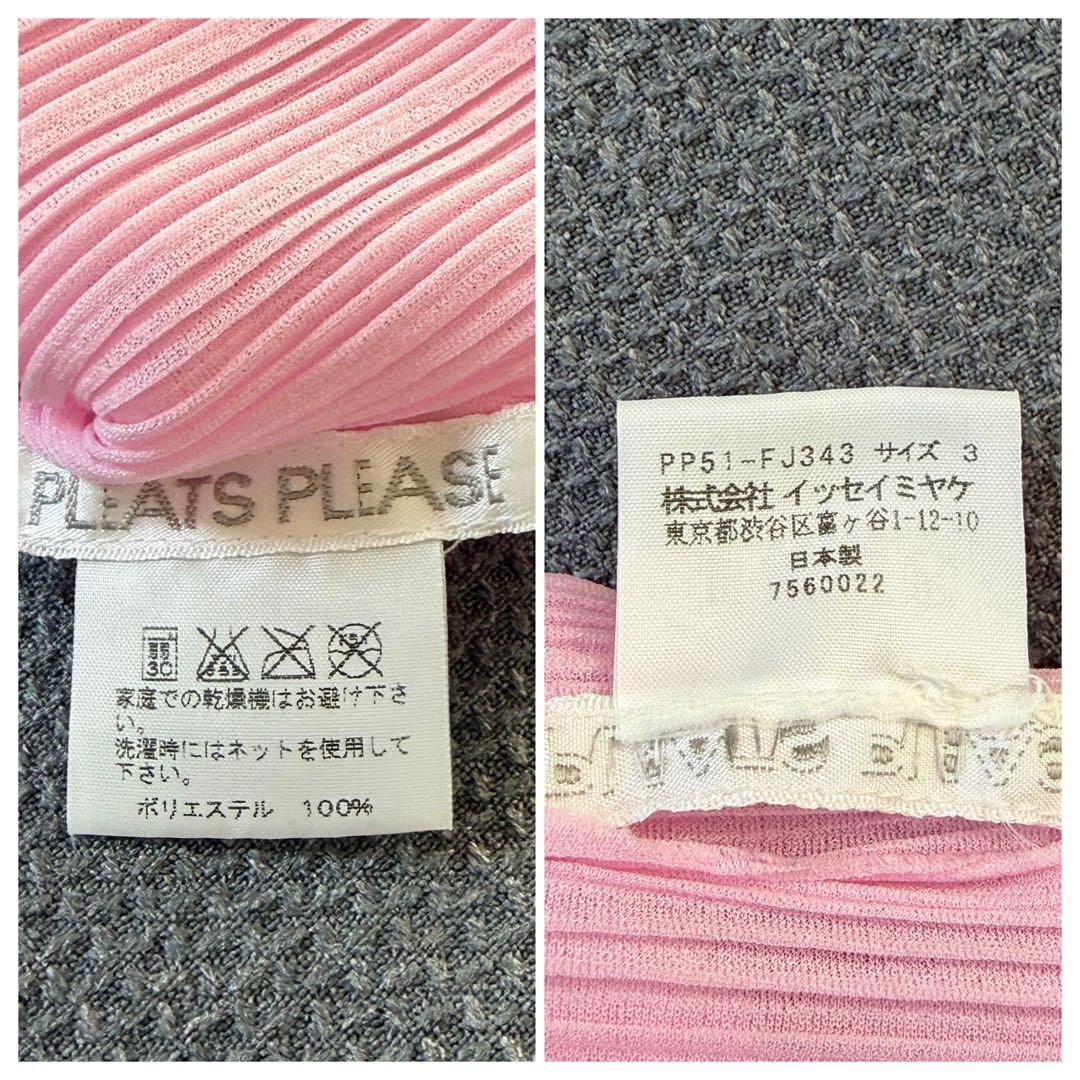 PLEATS PLEASE
弱
30
家庭での乾燥機はお避け下さ
い。
洗濯時にはネットを使用して
下さい。
ポリエステル 100%
PP51-FJ343 サイズ 3
株式会社 イッセイミヤケ
東京都渋谷区富ヶ谷1-12-10
日本製
7560022